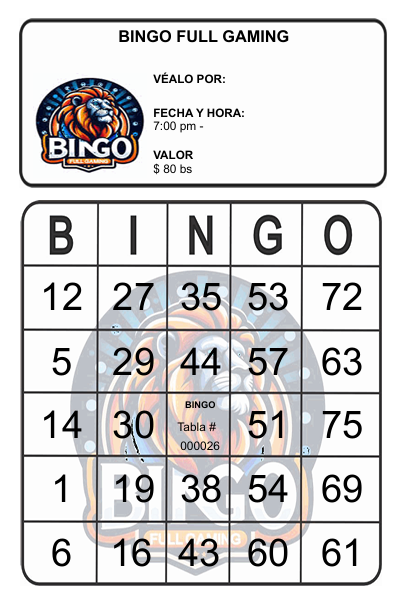 BINGO FULL GAMING
VÉALO POR:
FECHA Y HORA:
7:00 pm -
VALOR
$ 80 bs
BINGO
FULL GAMING
B I N G O
12 27 35 53 72
5 29 44 57 63
14 30 BINGO 51 75
Tabla #
000026
1 19 38 54 69
6 16 43 60 61
BINGO
FULL GAMING